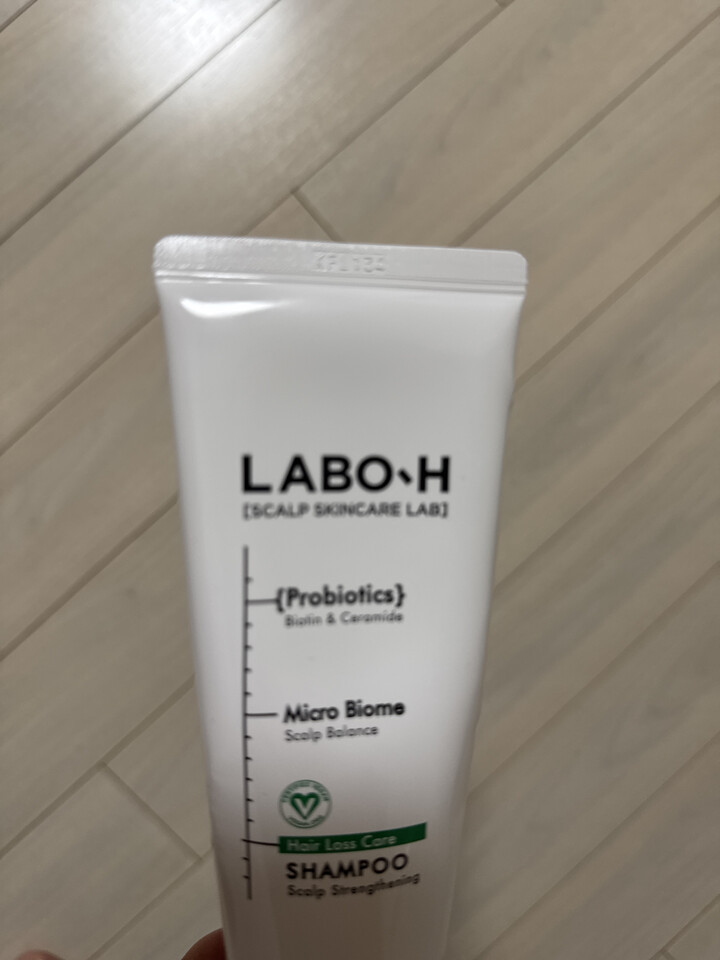 LABO-H
[SCALP SKINCARE LAB]
{Probiotics}
Biotin & Ceramide
Micro Biome
Scalp Balance
Hair Loss Care
SHAMPOO
Scalp Strengthening